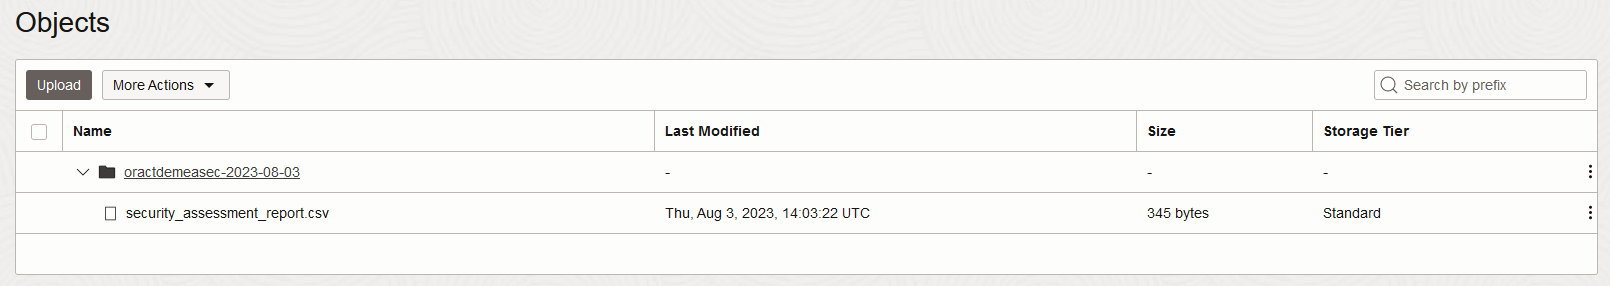 Objects
Upload More Actions Search by prefix
Name Last Modified Size Storage Tier
oractdemeasec-2023-08-03 - - -
security_assessment_report.csv Thu, Aug 3, 2023, 14:03:22 UTC 345 bytes Standard